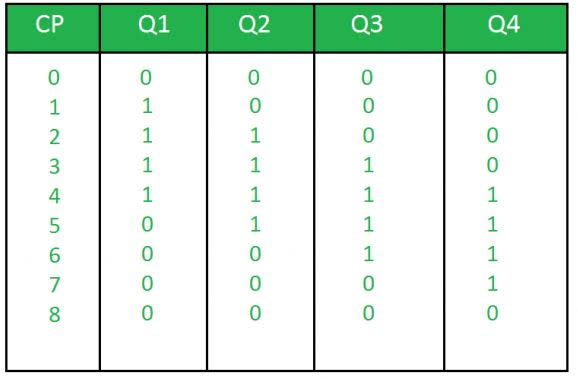 CP Q1 Q2 Q3 Q4
0 0 0 0 0
1 1 0 0 0
2 1 1 0 0
3 1 1 1 0
4 1 1 1 1
5 0 1 1 1
6 0 0 1 1
7 0 0 0 1
8 0 0 0 0